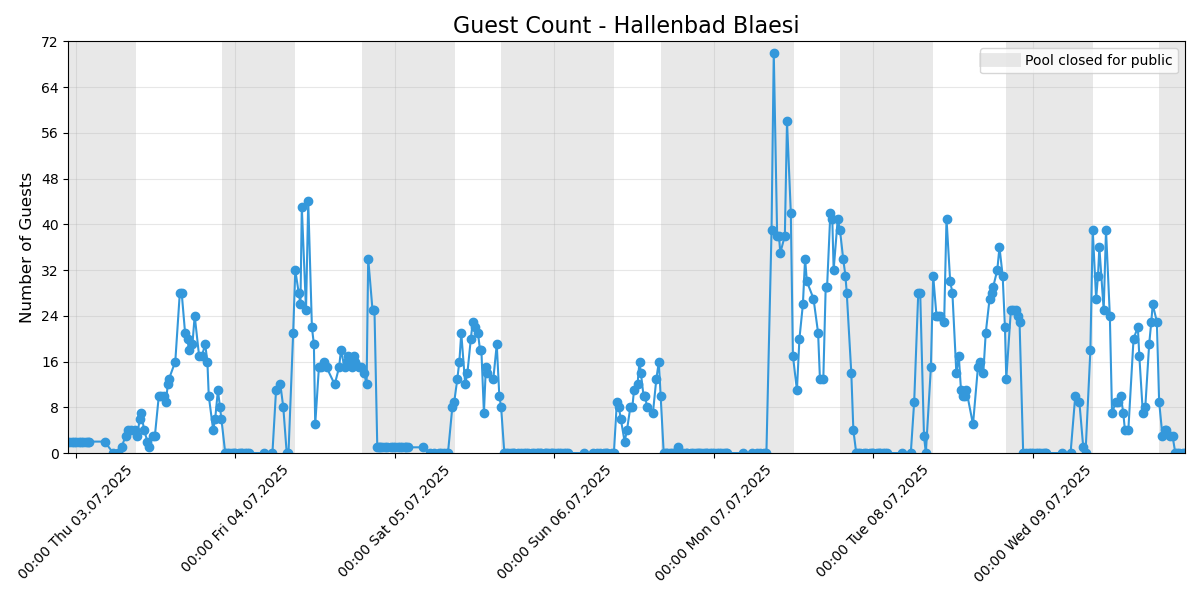 Guest Count - Hallenbad Blaesi
72
64
56
48
40
32
24
16
8
0
Number of Guests
Pool closed for public
00:00 Thu 03.07.2025
00:00 Fri 04.07.2025
00:00 Sat 05.07.2025
00:00 Sun 06.07.2025
00:00 Mon 07.07.2025
00:00 Tue 08.07.2025
00:00 Wed 09.07.2025